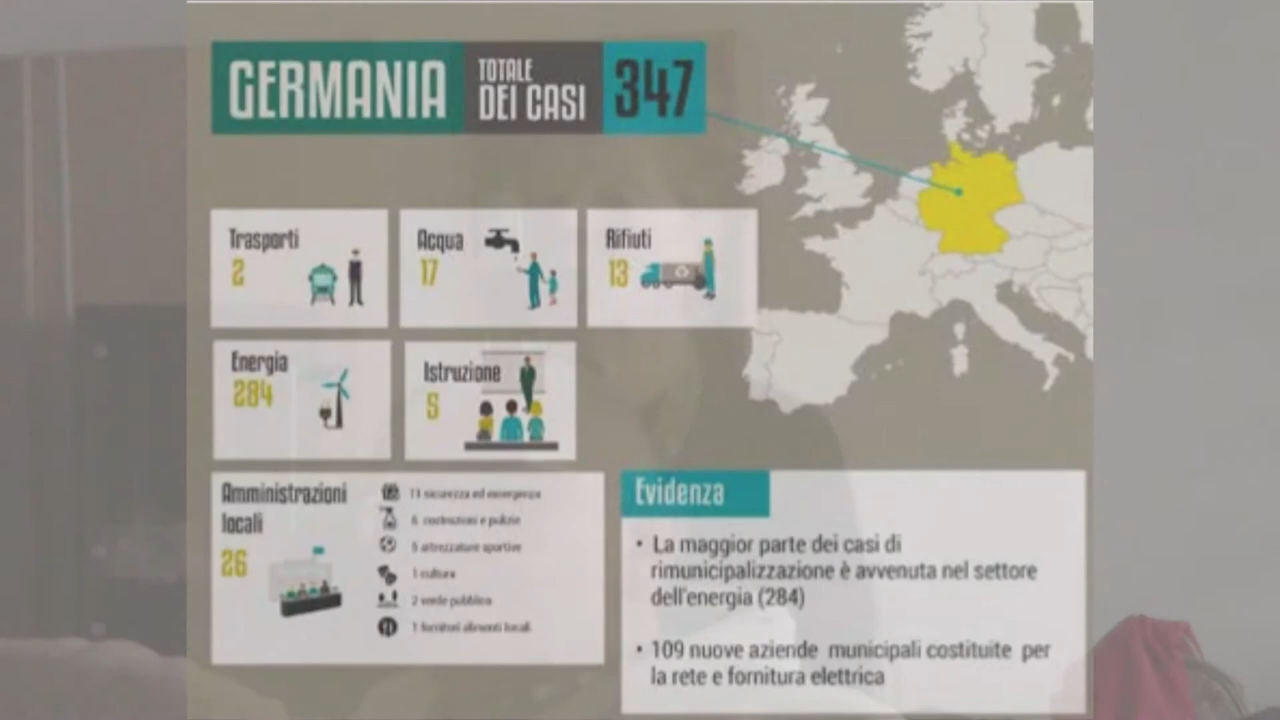 GERMANIA
TOTALE
DEI CASI
347
Trasporti
2
Acqua
17
Rifiuti
13
Energia
284
Istruzione
5
Amministrazioni
locali
26
11 sicurezza ed emergenza
6 costruzioni e pulizie
5 attrezzature sportive
1 cultura
2 verde pubblico
1 fornitori alimenti locali
Evidenza
• La maggior parte dei casi di
rimunicipalizzazione è avvenuta nel settore
dell'energia (284)
• 109 nuove aziende municipali costituite per
la rete e fornitura elettrica